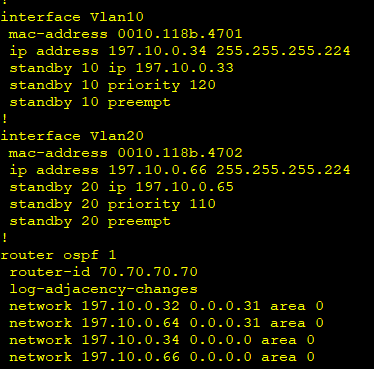 !
interface Vlan10
mac-address 0010.118b.4701
ip address 197.10.0.34 255.255.255.224
standby 10 ip 197.10.0.33
standby 10 priority 120
standby 10 preempt
!
interface Vlan20
mac-address 0010.118b.4702
ip address 197.10.0.66 255.255.255.224
standby 20 ip 197.10.0.65
standby 20 priority 110
standby 20 preempt
!
router ospf 1
router-id 70.70.70.70
log-adjacency-changes
network 197.10.0.32 0.0.0.31 area 0
network 197.10.0.64 0.0.0.31 area 0
network 197.10.0.34 0.0.0.0 area 0
network 197.10.0.66 0.0.0.0 area 0